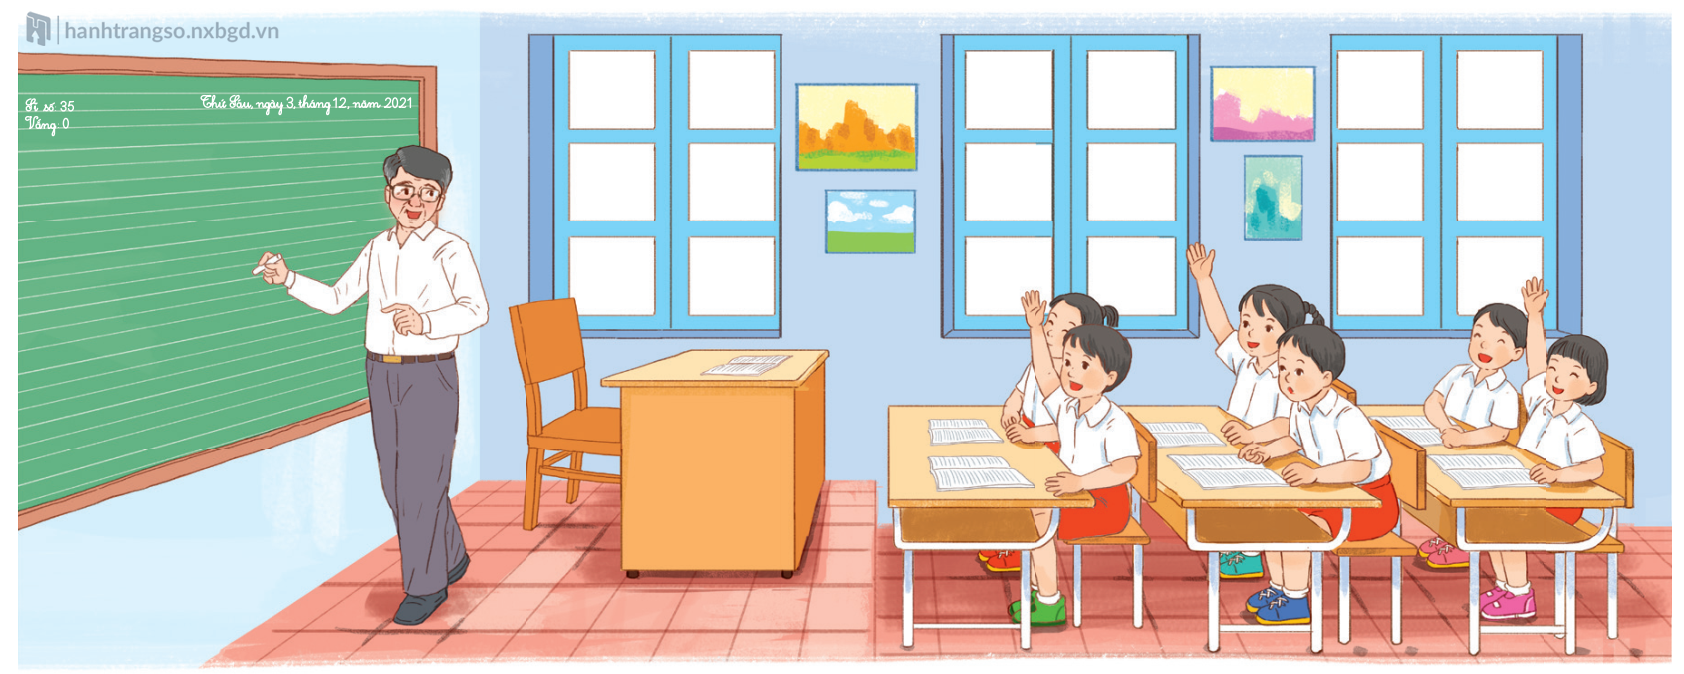 hanhtrangso.nxbgd.vn
Sĩ số: 35
Thứ Sáu, ngày 3, tháng 12, năm 2021
Vắng: 0